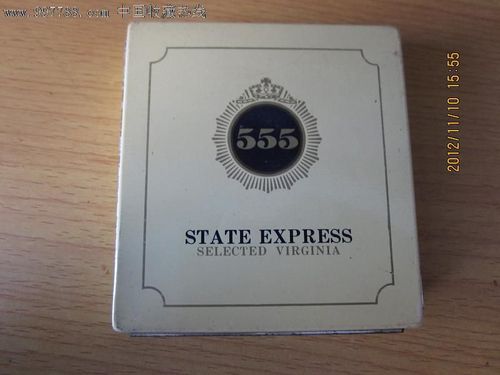 www.997788.com 中国收藏热线
2012/11/10 15:55
555
STATE EXPRESS
SELECTED VIRGINIA